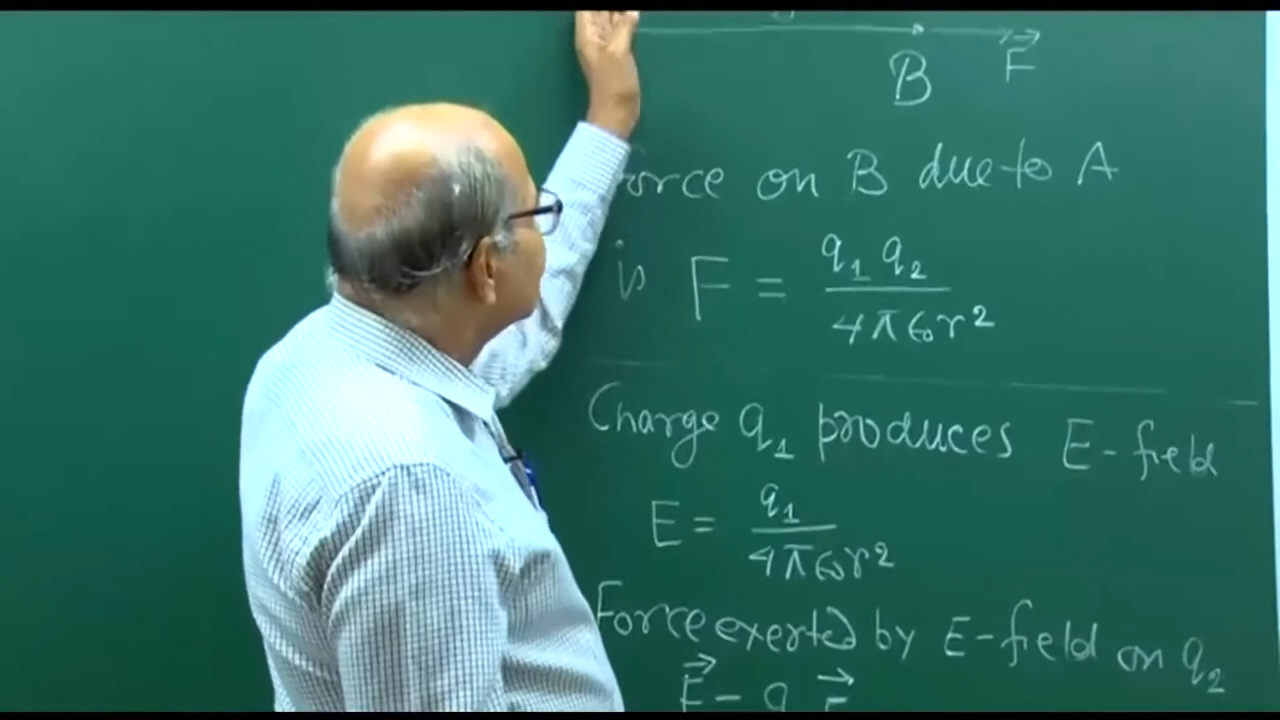 B F⃗
Force on B due to A
is F = q₁ q₂ / 4πϵ₀r²
Charge q₁ produces E-field
E = q₁ / 4πϵ₀r²
Force exerted by E-field on q₂